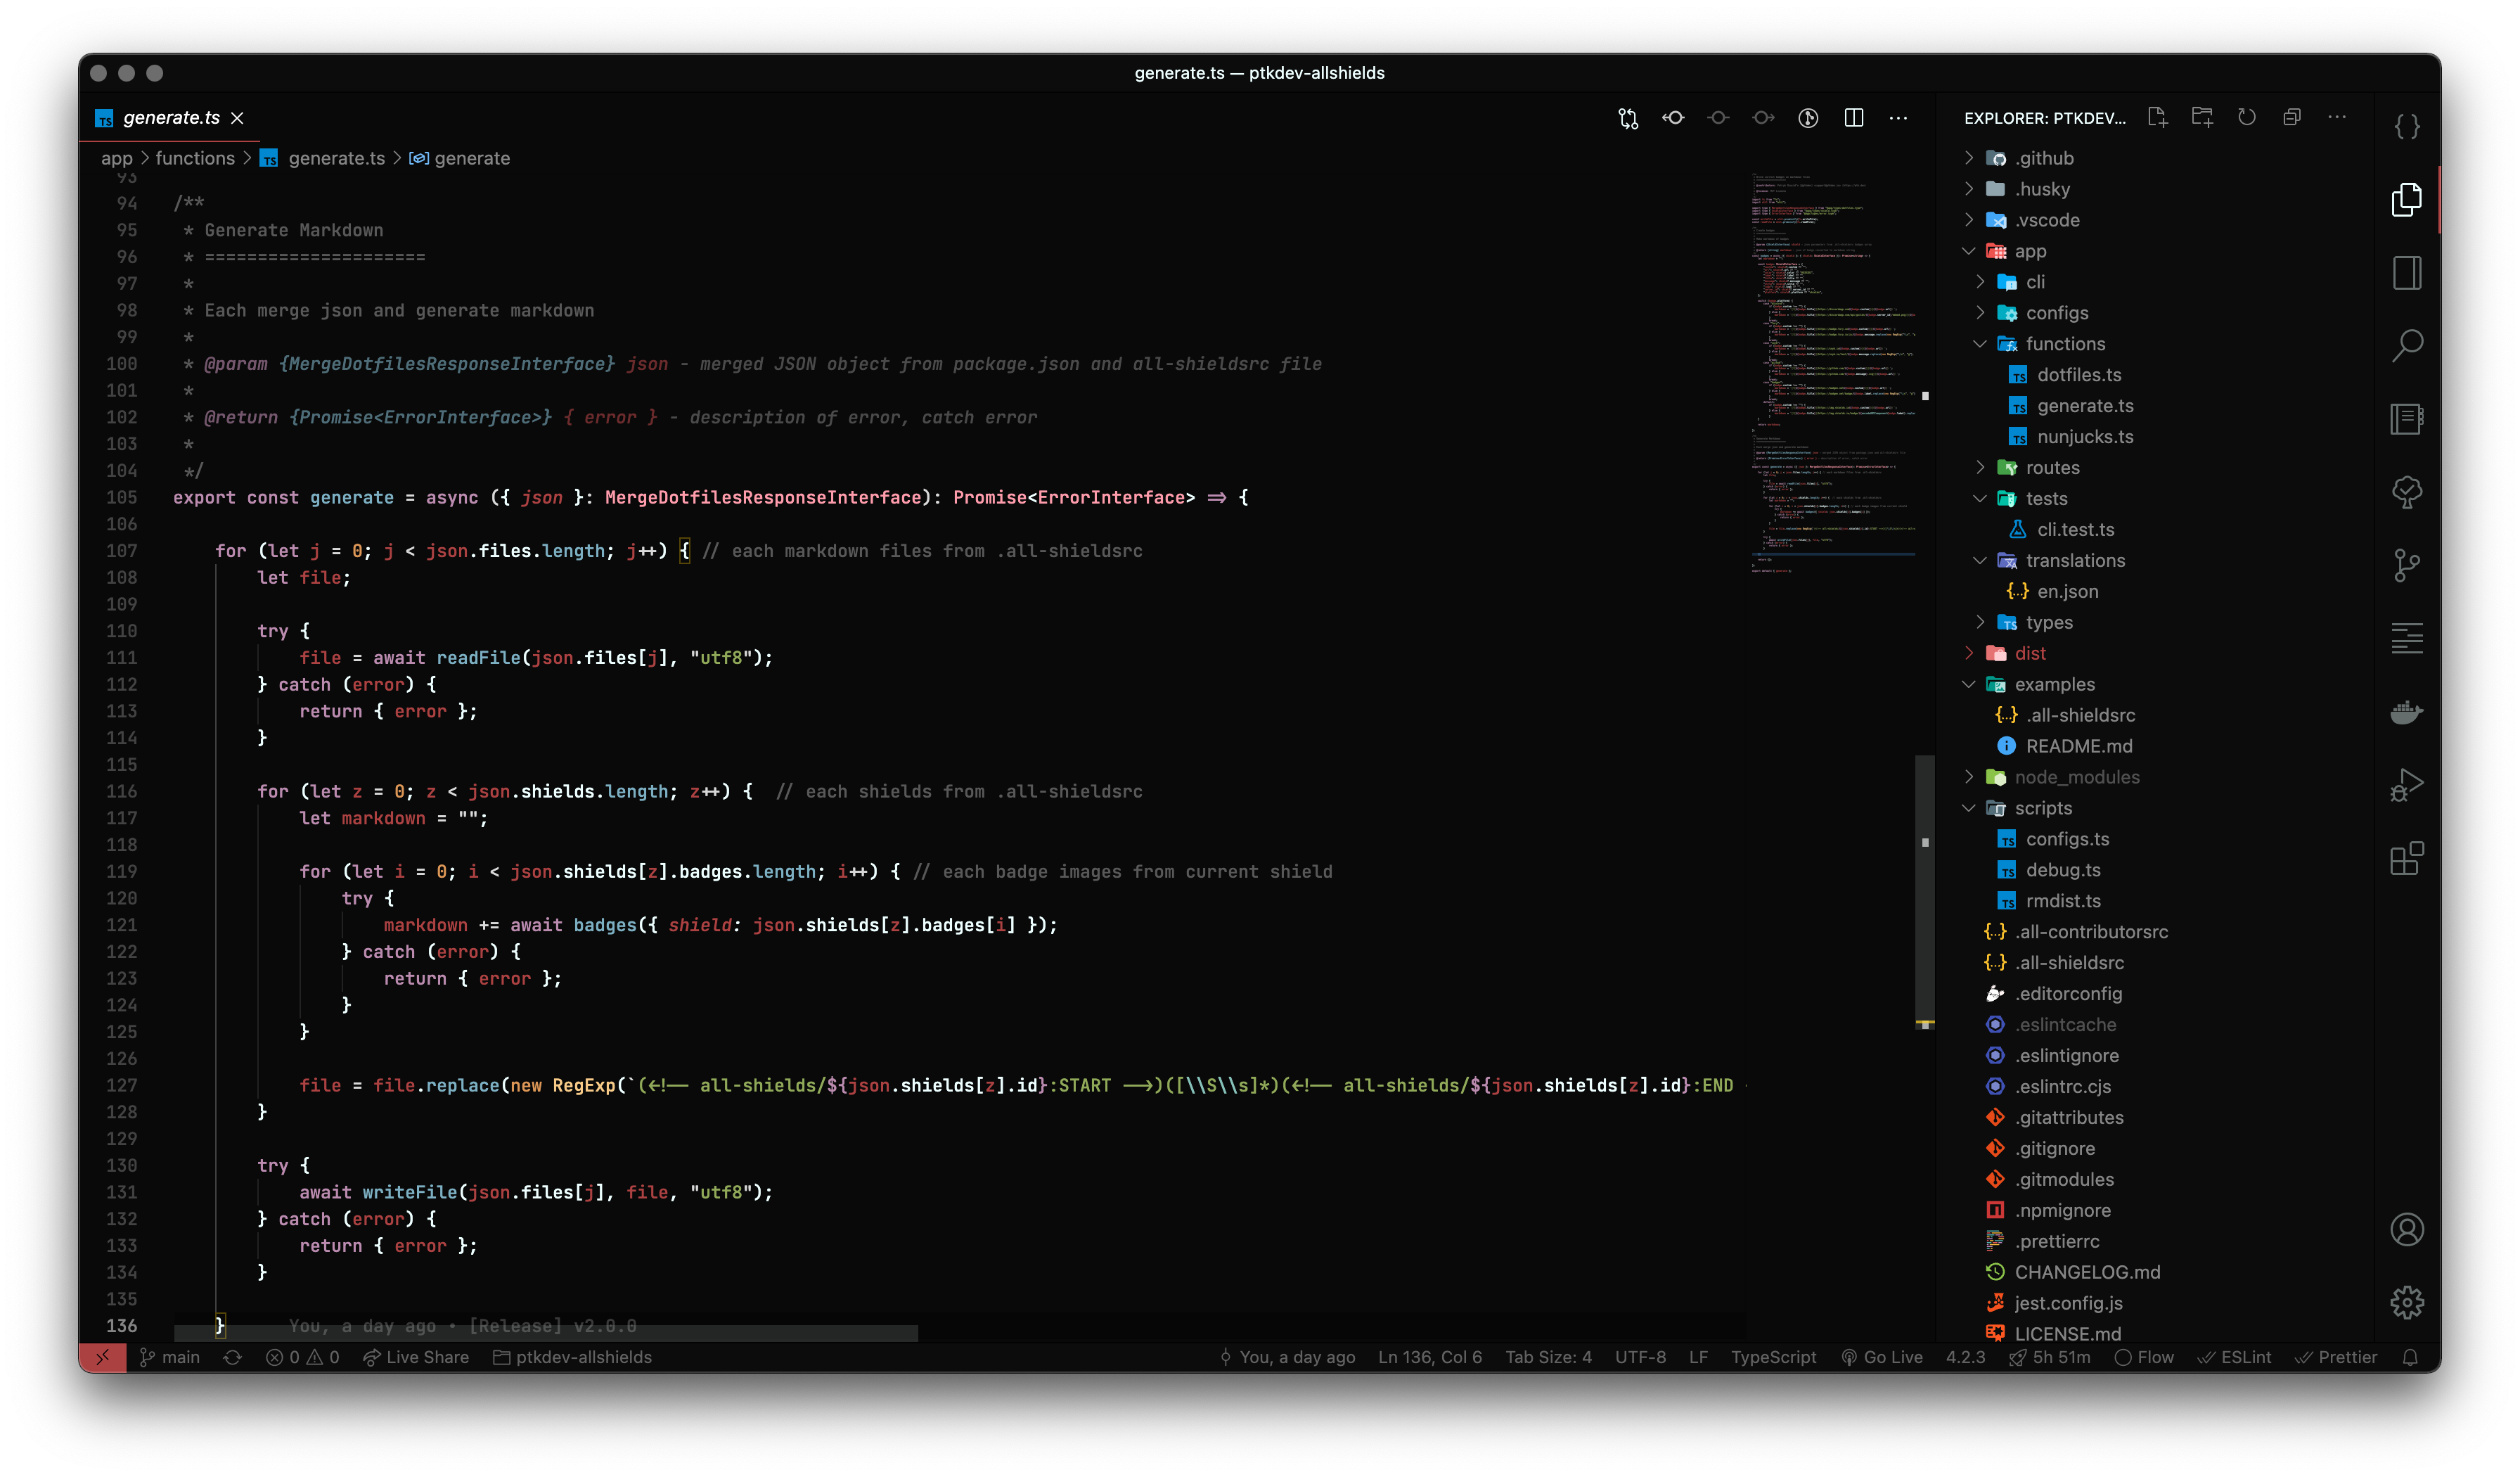 generate.ts — ptkdev-allshields
generate.ts
app > functions > generate.ts > generate
93
94 /**
95 * Generate Markdown
96 * =====================
97 *
98 * Each merge json and generate markdown
99 *
100 * @param {MergeDotfilesResponseInterface} json - merged JSON object from package.json and all-shieldsrc file
101 *
102 * @return {Promise<ErrorInterface>} { error } - description of error, catch error
103 *
104 */
105 export const generate = async ({ json }: MergeDotfilesResponseInterface): Promise<ErrorInterface> => {
106
107 for (let j = 0; j < json.files.length; j++) { // each markdown files from .all-shieldsrc
108 let file;
109
110 try {
111 file = await readFile(json.files[j], "utf8");
112 } catch (error) {
113 return { error };
114 }
115
116 for (let z = 0; z < json.shields.length; z++) { // each shields from .all-shieldsrc
117 let markdown = "";
118
119 for (let i = 0; i < json.shields[z].badges.length; i++) { // each badge images from current shield
120 try {
121 markdown += await badges({ shield: json.shields[z].badges[i] });
122 } catch (error) {
123 return { error };
124 }
125 }
126
127 file = file.replace(new RegExp(`(<!-- all-shields/${json.shields[z].id}:START -->)([\\S\\s]*)(<!-- all-shields/${json.shields[z].id}:END
128 }
129
130 try {
131 await writeFile(json.files[j], file, "utf8");
132 } catch (error) {
133 return { error };
134 }
135
136 } You, a day ago • [Release] v2.0.0
EXPLORER: PTKDEV...
.github
.husky
.vscode
app
cli
configs
functions
dotfiles.ts
generate.ts
nunjucks.ts
routes
tests
cli.test.ts
translations
en.json
types
dist
examples
.all-shieldsrc
README.md
node_modules
scripts
configs.ts
debug.ts
rmdist.ts
.all-contributorsrc
.all-shieldsrc
.editorconfig
.eslintcache
.eslintignore
.eslintrc.cjs
.gitattributes
.gitignore
.gitmodules
.npmignore
.prettierrc
CHANGELOG.md
jest.config.js
LICENSE.md
main 0 0 Live Share ptkdev-allshields You, a day ago Ln 136, Col 6 Tab Size: 4 UTF-8 LF TypeScript Go Live 4.2.3 5h 51m Flow ESLint Prettier